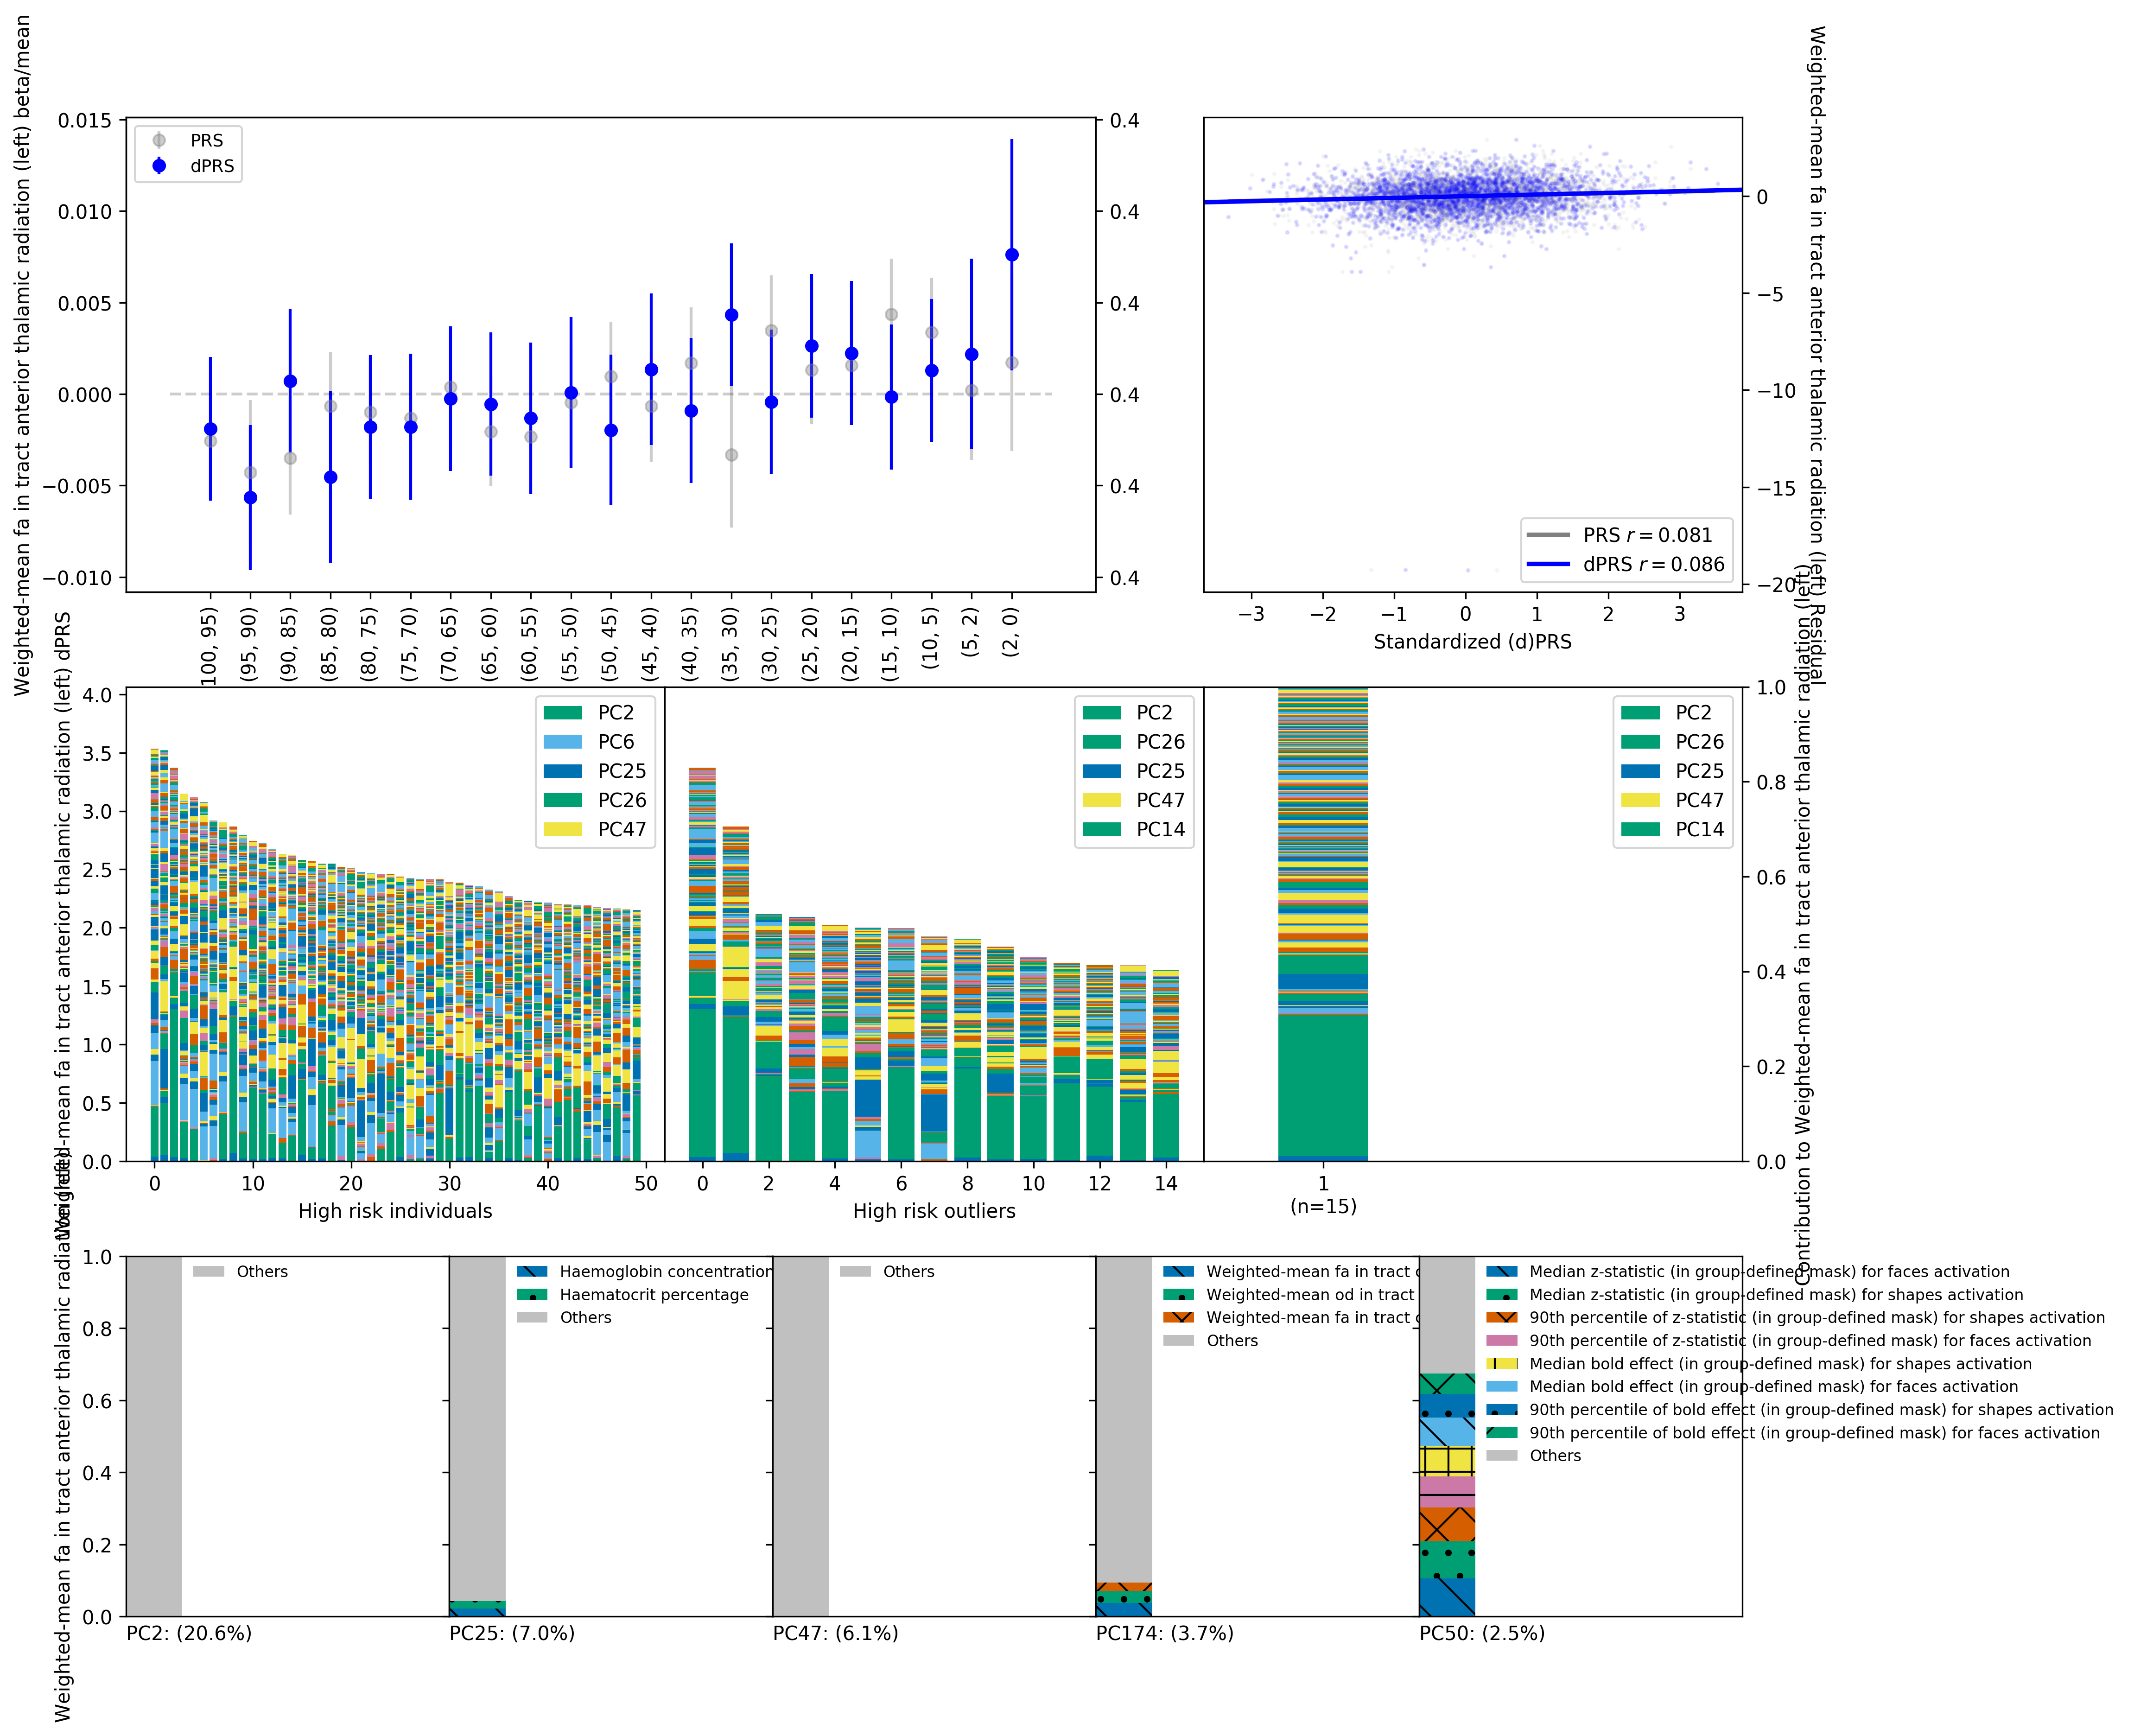 Weighted-mean fa in tract anterior thalamic radiation (left) beta/mean
0.015
0.010
0.005
0.000
−0.005
−0.010
PRS
dPRS
0.4
0.4
0.4
0.4
0.4
0.4
100, 95)
(95, 90)
(90, 85)
(85, 80)
(80, 75)
(75, 70)
(70, 65)
(65, 60)
(60, 55)
(55, 50)
(50, 45)
(45, 40)
(40, 35)
(35, 30)
(30, 25)
(25, 20)
(20, 15)
(15, 10)
(10, 5)
(5, 2)
(2, 0)
PRS r = 0.081
dPRS r = 0.086
0
−5
−10
−15
−20
−3
−2
−1
0
1
2
3
Standardized (d)PRS
Weighted-mean fa in tract anterior thalamic radiation (left) Residual
Weighted-mean fa in tract anterior thalamic radiation (left) dPRS
4.0
3.5
3.0
2.5
2.0
1.5
1.0
0.5
0.0
PC2
PC6
PC25
PC26
PC47
0
10
20
30
40
50
High risk individuals
PC2
PC26
PC25
PC47
PC14
0
2
4
6
8
10
12
14
High risk outliers
PC2
PC26
PC25
PC47
PC14
1
(n=15)
1.0
0.8
0.6
0.4
0.2
0.0
Contribution to Weighted-mean fa in tract anterior thalamic radiation (left)
Weighted-mean fa in tract anterior thalamic radiation (left)
1.0
0.8
0.6
0.4
0.2
0.0
Others
PC2: (20.6%)
Haemoglobin concentration
Haematocrit percentage
Others
PC25: (7.0%)
Others
PC47: (6.1%)
Weighted-mean fa in tract
Weighted-mean od in tract
Weighted-mean fa in tract
Others
PC174: (3.7%)
Median z-statistic (in group-defined mask) for faces activation
Median z-statistic (in group-defined mask) for shapes activation
90th percentile of z-statistic (in group-defined mask) for shapes activation
90th percentile of z-statistic (in group-defined mask) for faces activation
Median bold effect (in group-defined mask) for shapes activation
Median bold effect (in group-defined mask) for faces activation
90th percentile of bold effect (in group-defined mask) for shapes activation
90th percentile of bold effect (in group-defined mask) for faces activation
Others
PC50: (2.5%)